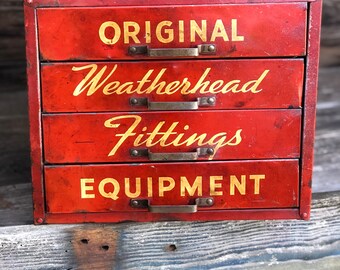 ORIGINAL
Weatherhead
Fittings
EQUIPMENT